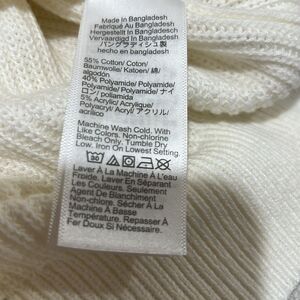 Made In Bangladesh
Fabriqué Au Bangladesh
Hergestellt In Bangladesch
Vervaardigd In Bangladesh
バングラディシュ製
hecho en bangladesh
55% Cotton/ Coton/
Baumwolle/ Katoen/ 綿/
algodón
40% Polyamide/ Polyamide/
Polyamide/ Polyamide/ ナイ
ロン/ poliamida
5% Acrylic/ Acrylique/
Polyacryl/ Acryl/ アクリル/
acrílico
Machine Wash Cold. With
Like Colors. Non-chlorine
Bleach Only. Tumble Dry
Low. Iron On Lowest Setting.
30
Laver À La Machine À L'eau
Froide. Laver En Séparant
Les Couleurs. Seulement
Agent De Blanchiment
Non-chlore. Sécher À La
Machine À Basse
Température. Repasser À
Fer Doux Si Nécessaire.